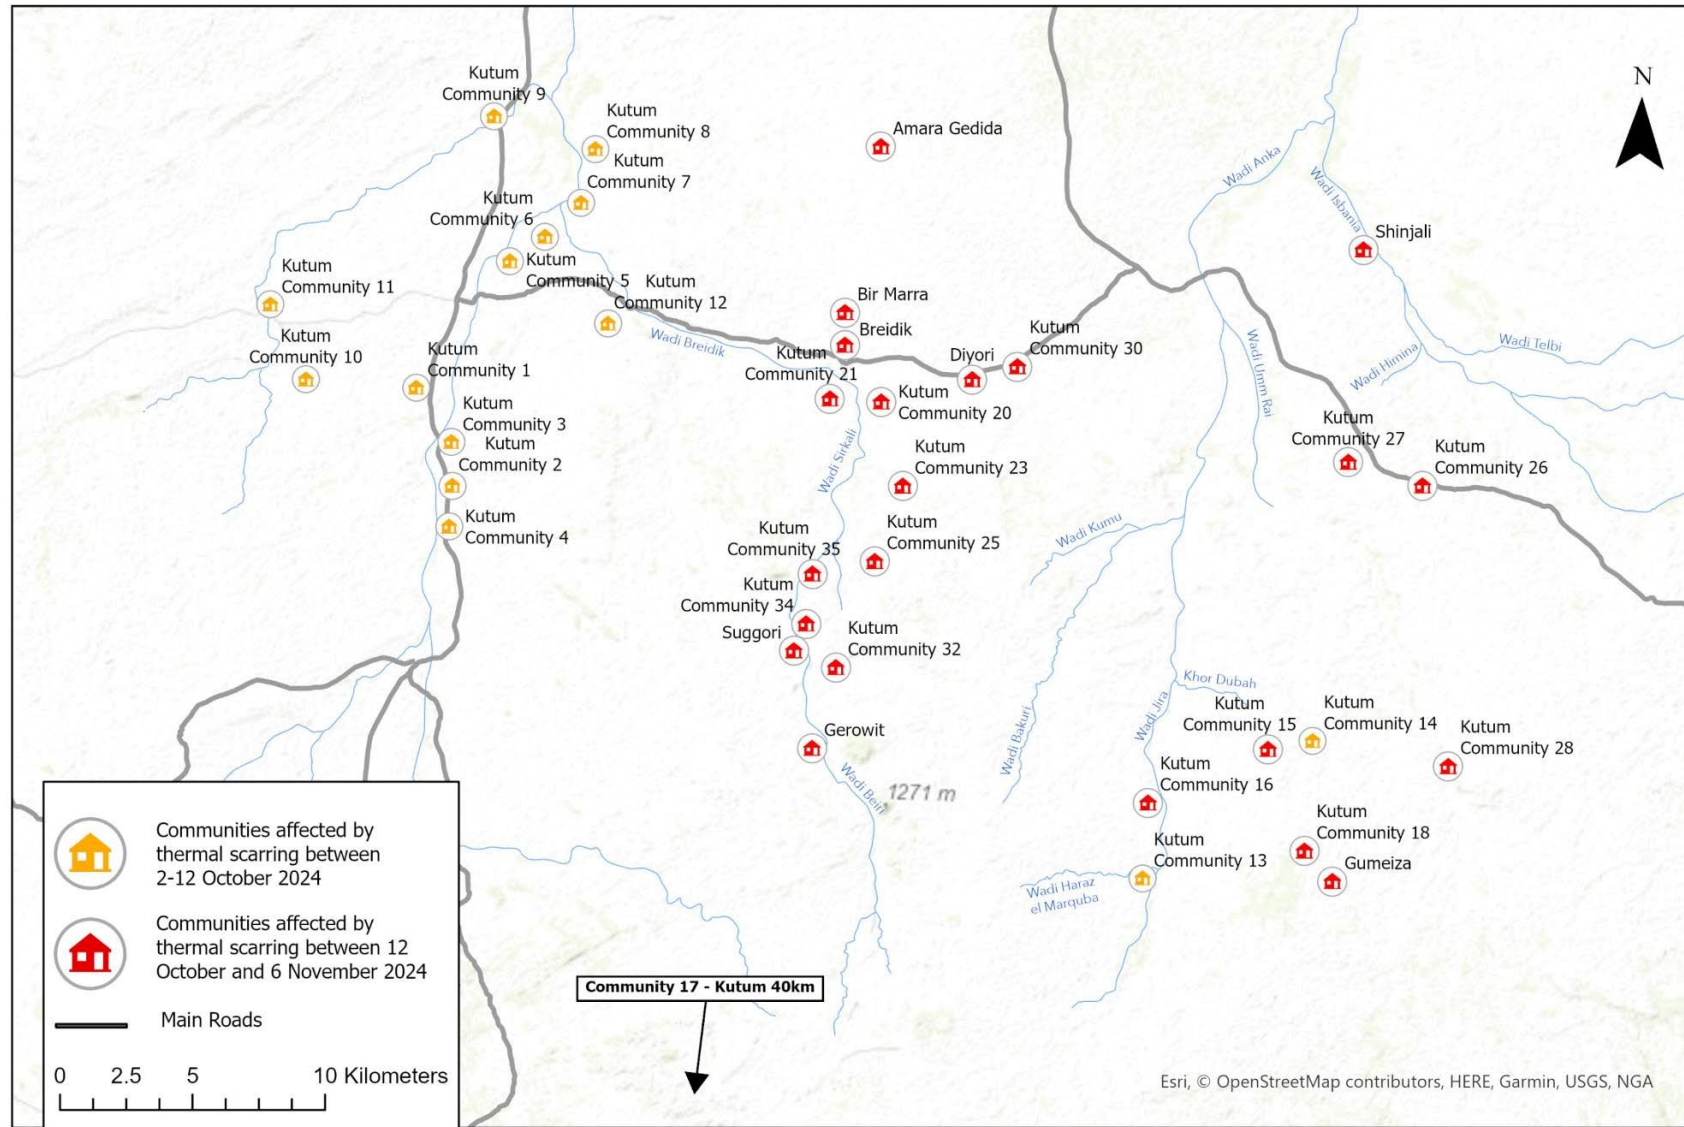 Kutum
Community 9
Kutum
Community 8
Kutum
Community 7
Kutum
Community 6
Kutum
Community 5
Kutum
Community 12
Kutum
Community 11
Kutum
Community 10
Kutum
Community 1
Kutum
Community 3
Kutum
Community 2
Kutum
Community 4
Amara Gedida
Bir Marra
Breidik
Wadi Breidik
Kutum
Community 21
Diyori
Kutum
Community 30
Kutum
Community 20
Wadi Sirkali
Kutum
Community 23
Kutum
Community 25
Kutum
Community 35
Kutum
Community 34
Suggori
Kutum
Community 32
Gerowit
Wadi Beiri
1271 m
N
Wadi Anka
Wadi Isbania
Shinjali
Wadi Telbi
Wadi Himina
Wadi Umm Rai
Kutum
Community 27
Kutum
Community 26
Wadi Kumu
Wadi Bakuri
Wadi Jira
Khor Dubah
Kutum
Community 15
Kutum
Community 14
Kutum
Community 28
Kutum
Community 16
Kutum
Community 18
Gumeiza
Kutum
Community 13
Wadi Haraz
el Marquba
Community 17 - Kutum 40km
Communities affected by
thermal scarring between
2-12 October 2024
Communities affected by
thermal scarring between 12
October and 6 November 2024
Main Roads
0 2.5 5 10 Kilometers
Esri, © OpenStreetMap contributors, HERE, Garmin, USGS, NGA